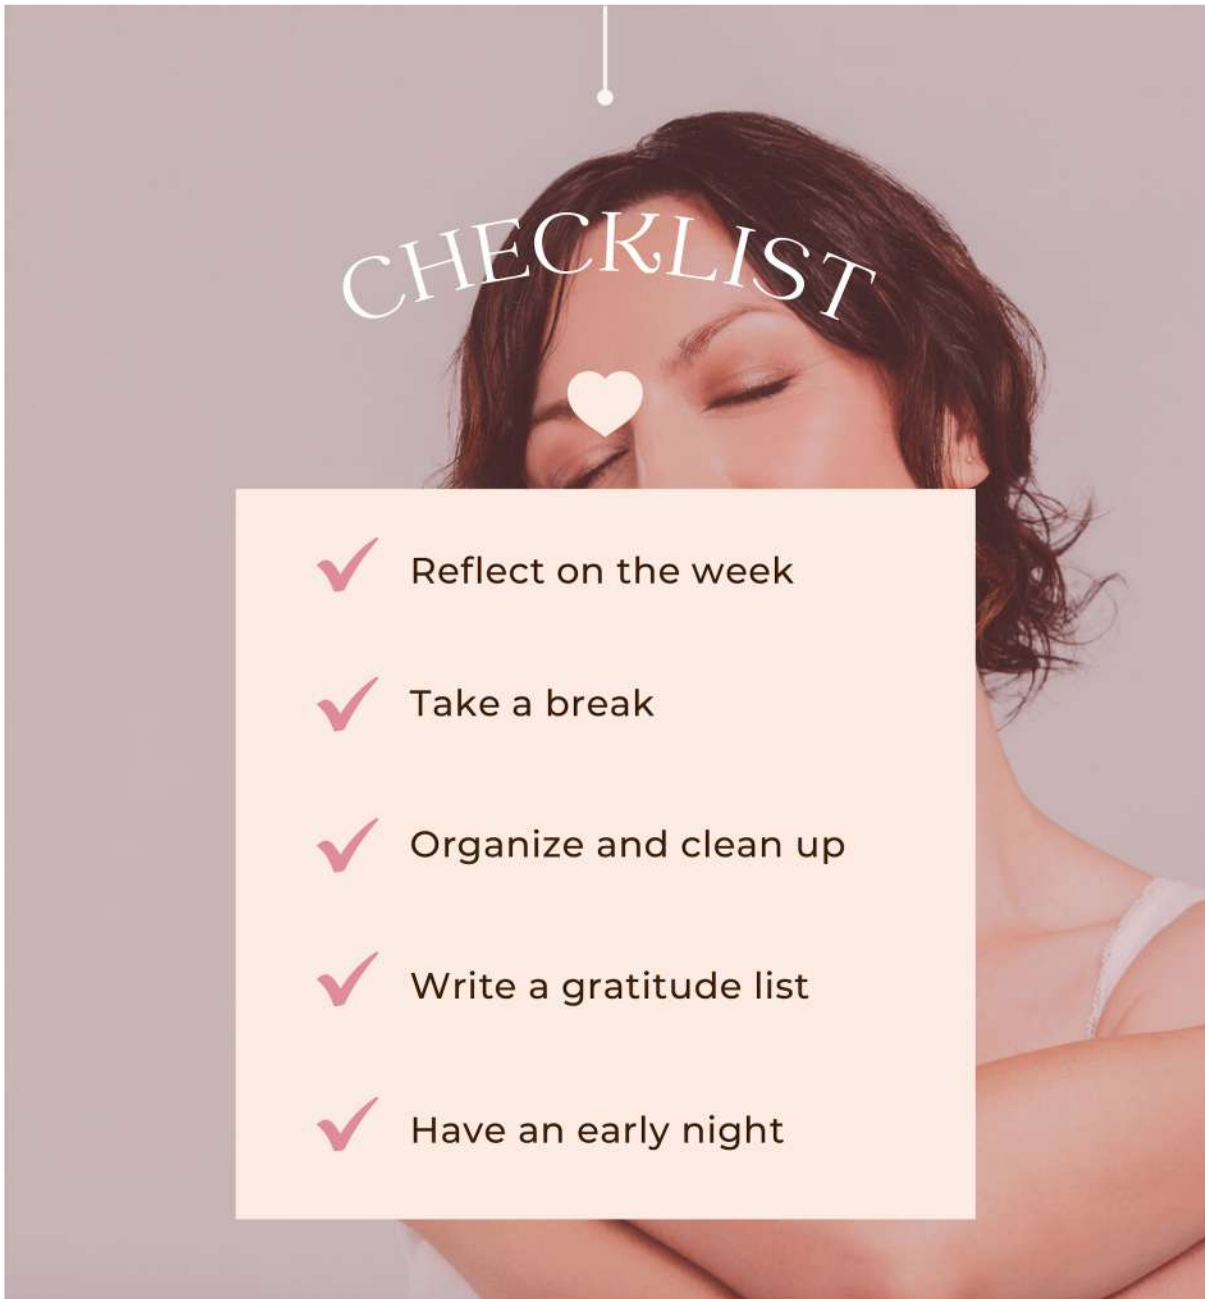 CHECKLIST
Reflect on the week
Take a break
Organize and clean up
Write a gratitude list
Have an early night